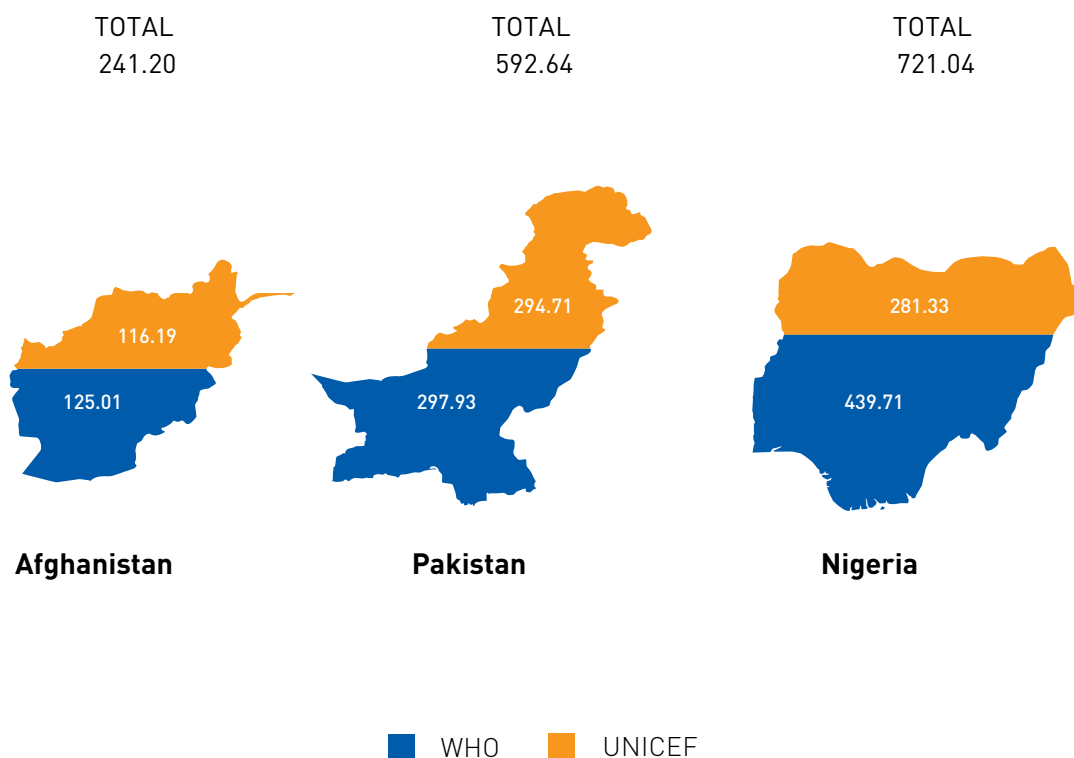 TOTAL
241.20
TOTAL
592.64
TOTAL
721.04
116.19
125.01
294.71
297.93
281.33
439.71
Afghanistan
Pakistan
Nigeria
WHO
UNICEF